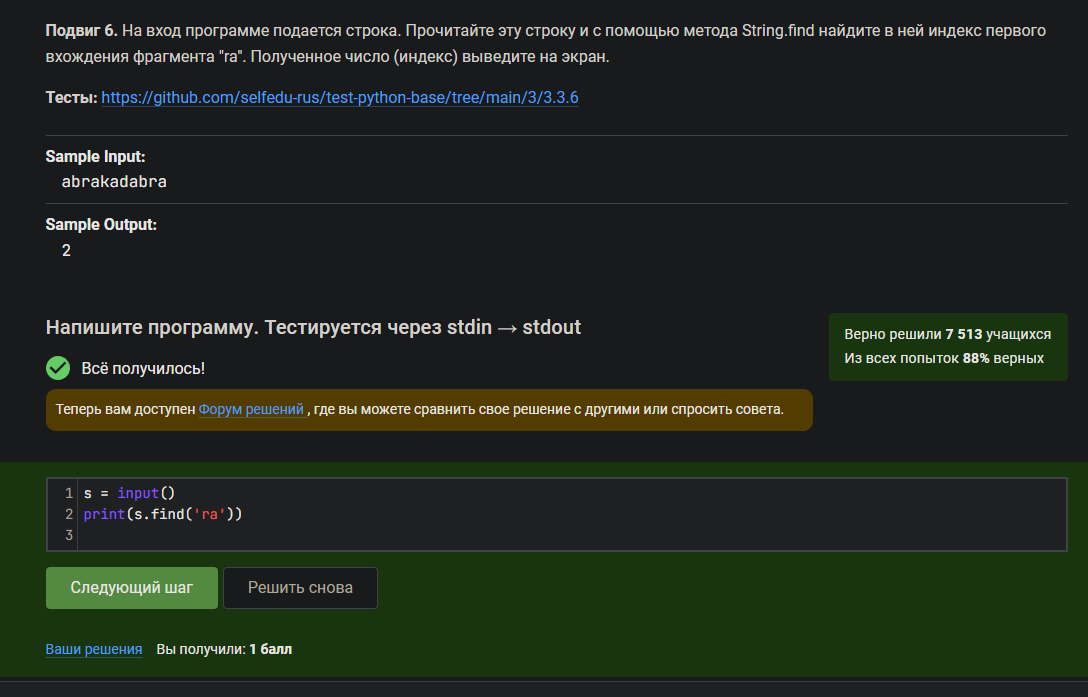 Подвиг 6. На вход программе подается строка. Прочитайте эту строку и с помощью метода String.find найдите в ней индекс первого
вхождения фрагмента "ra". Полученное число (индекс) выведите на экран.
Тесты: https://github.com/selfedu-rus/test-python-base/tree/main/3/3.3.6
Sample Input:
abrakadabra
Sample Output:
2
Напишите программу. Тестируется через stdin → stdout
Верно решили 7 513 учащихся
Из всех попыток 88% верных
Всё получилось!
Теперь вам доступен Форум решений , где вы можете сравнить свое решение с другими или спросить совета.
1 s = input()
2 print(s.find('ra'))
3
Следующий шаг
Решить снова
Ваши решения Вы получили: 1 балл